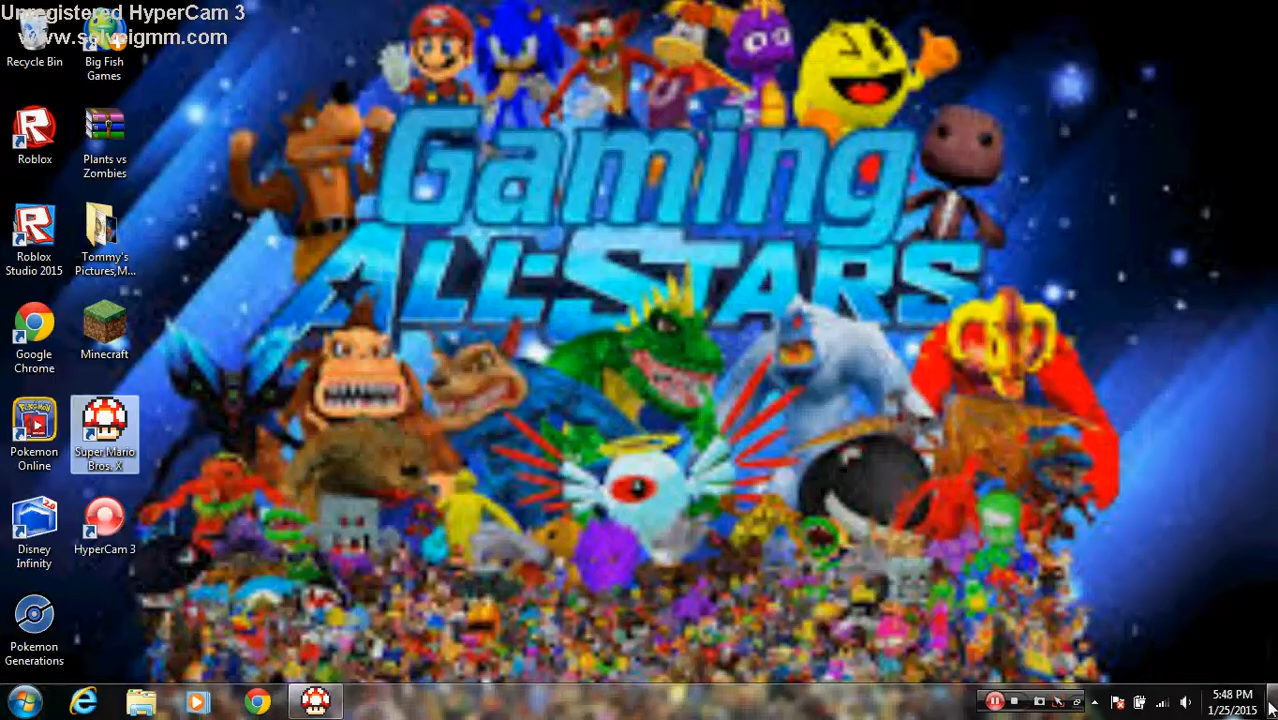 Unregistered HyperCam 3
www.solveigmm.com
Recycle Bin
Big Fish
Games
Roblox
Plants vs
Zombies
Roblox
Studio 2015
Tommy's
Pictures,M...
Google
Chrome
Minecraft
Pokemon
Online
Super Mario
Bros. X
Disney
Infinity
HyperCam 3
Pokemon
Generations
Gaming
ALL-STARS
5:48 PM
1/25/2015